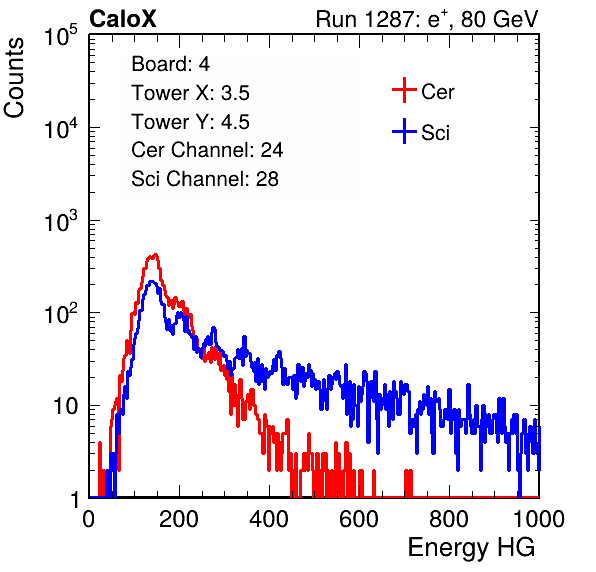 CaloX Run 1287: e⁺, 80 GeV
Counts
Board: 4
Tower X: 3.5
Tower Y: 4.5
Cer Channel: 24
Sci Channel: 28
Cer
Sci
10⁵
10⁴
10³
10²
10
1
0 200 400 600 800 1000
Energy HG